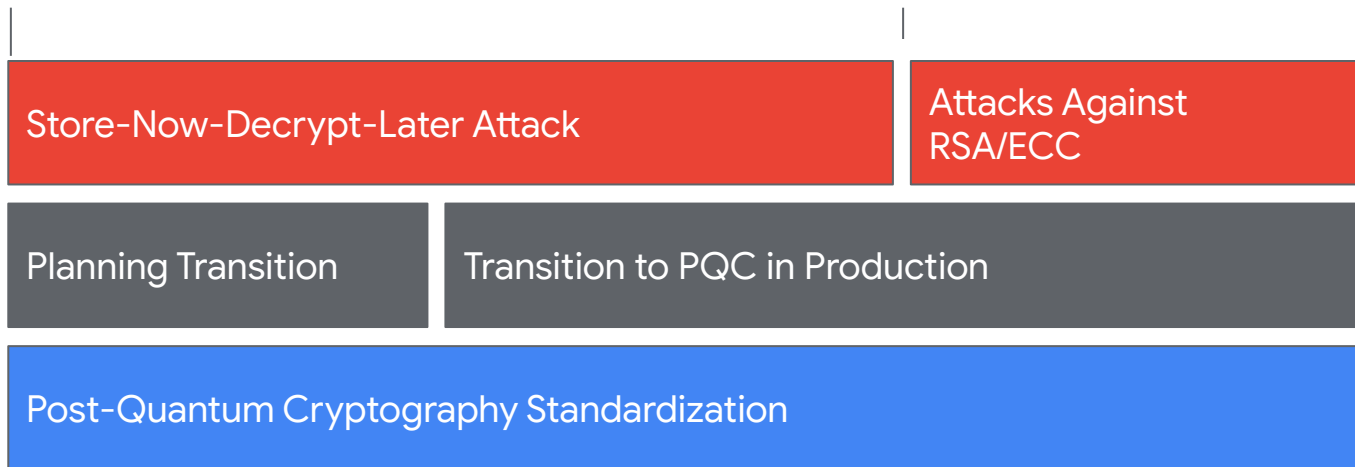 Store-Now-Decrypt-Later Attack
Attacks Against
RSA/ECC
Planning Transition
Transition to PQC in Production
Post-Quantum Cryptography Standardization